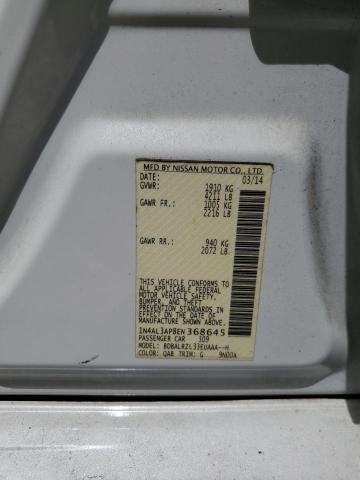 MFD BY NISSAN MOTOR CO., LTD.
DATE: 03/14
GVWR: 1910 KG
4211 LB
GAWR FR.: 1005 KG
2216 LB
GAWR RR.: 940 KG
2072 LB
THIS VEHICLE CONFORMS TO ALL
APPLICABLE FEDERAL
MOTOR VEHICLE SAFETY,
BUMPER, AND THEFT
PREVENTION STANDARDS IN
EFFECT ON THE DATE OF
MANUFACTURE SHOWN ABOVE.
1N4AL3AP8EN368645
PASSENGER CAR 309
MODEL: BDBALRZL33EUAAA--H
COLOR: QAB TRIM: G 9NDDA